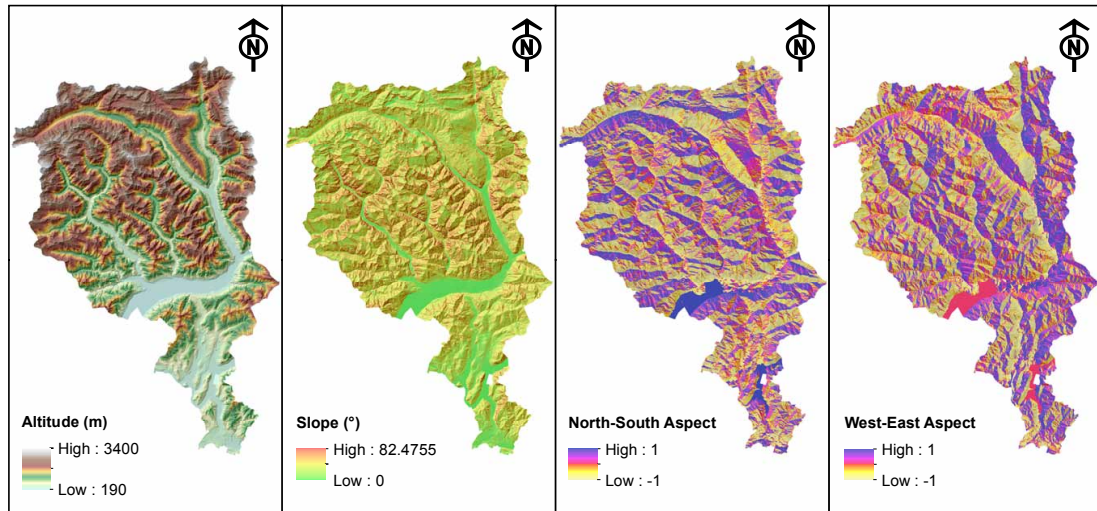 N
N
N
N
Altitude (m)
High : 3400
Low : 190
Slope (°)
High : 82.4755
Low : 0
North-South Aspect
High : 1
Low : -1
West-East Aspect
High : 1
Low : -1